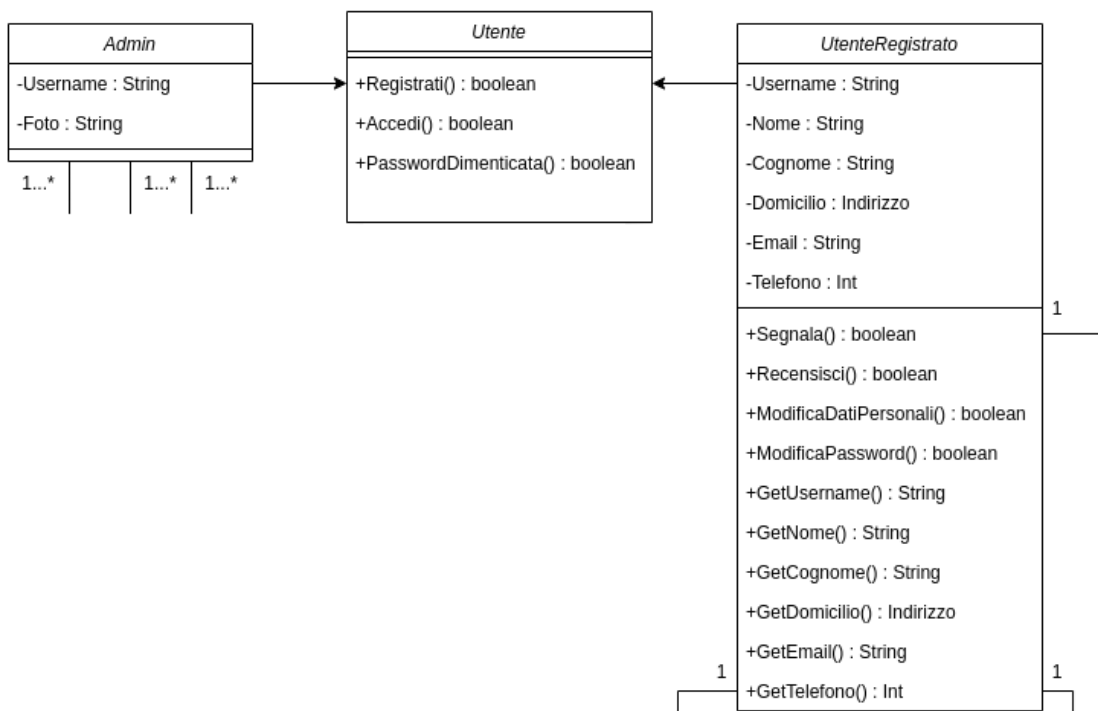 Admin
-Username : String
-Foto : String
1...*
1...*
1...*
Utente
+Registrati() : boolean
+Accedi() : boolean
+PasswordDimenticata() : boolean
UtenteRegistrato
-Username : String
-Nome : String
-Cognome : String
-Domicilio : Indirizzo
-Email : String
-Telefono : Int
1
+Segnala() : boolean
+Recensisci() : boolean
+ModificaDatiPersonali() : boolean
+ModificaPassword() : boolean
+GetUsername() : String
+GetNome() : String
+GetCognome() : String
+GetDomicilio() : Indirizzo
+GetEmail() : String
1
1
+GetTelefono() : Int